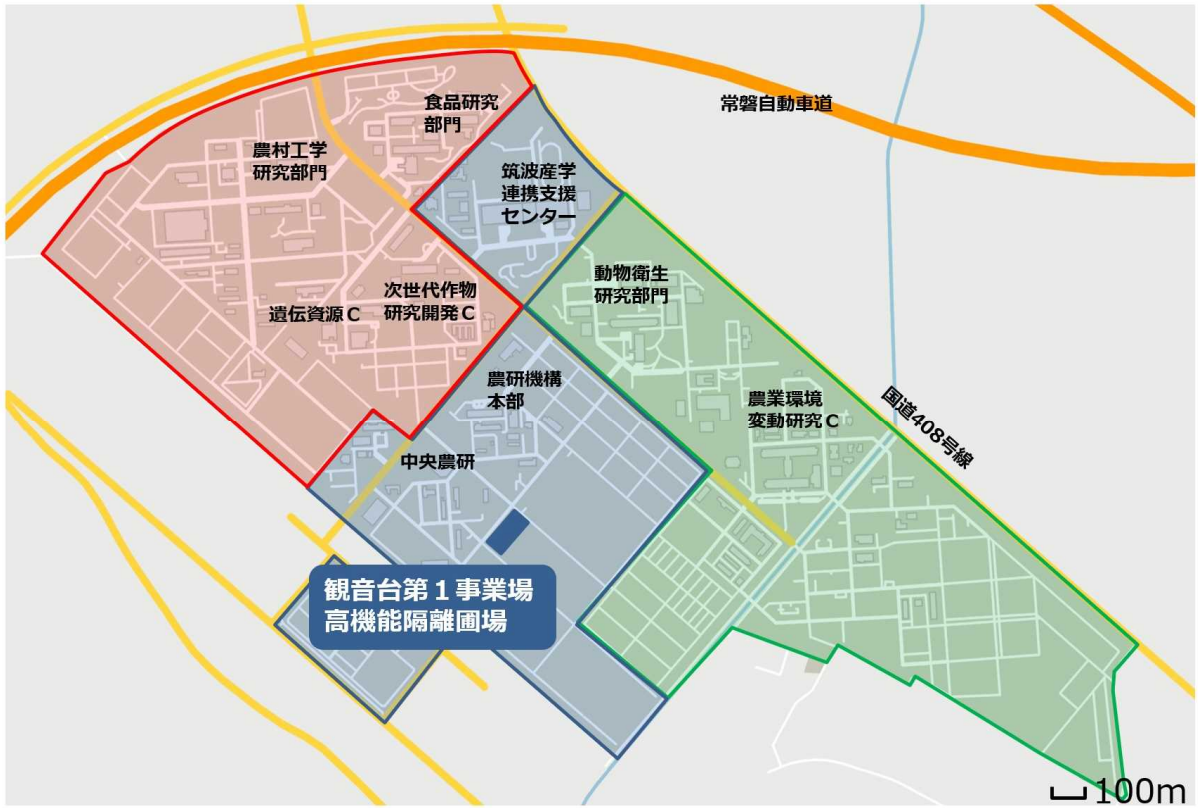 食品研究
部門
常磐自動車道
農村工学
研究部門
筑波産学
連携支援
センター
動物衛生
研究部門
次世代作物
研究開発C
遺伝資源C
農研機構
本部
農業環境
変動研究C
国道408号線
中央農研
観音台第1事業場
高機能隔離圃場
100m